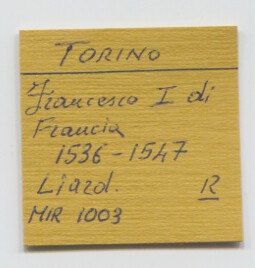 TORINO
Francesco I di
Francia
1536-1547
Liard. R
MIR 1003